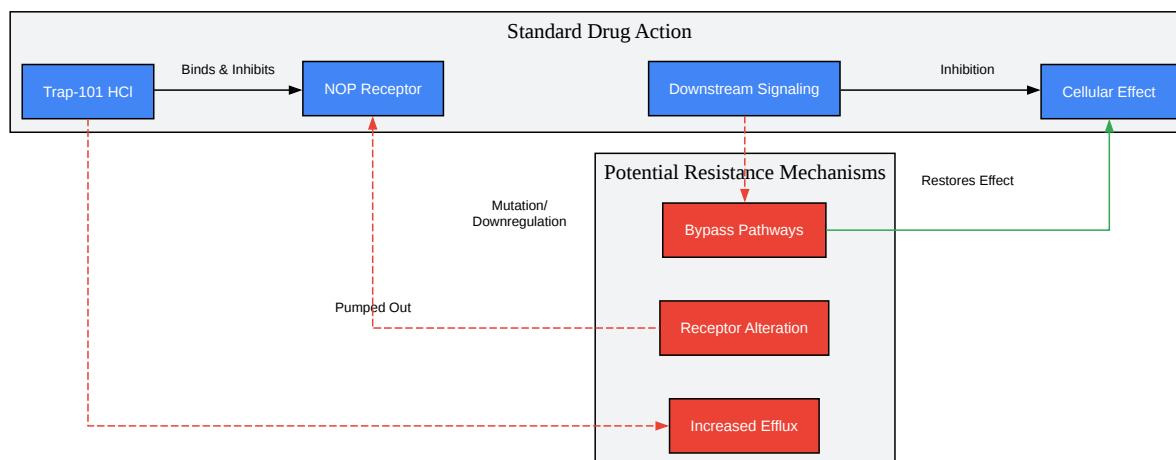 Standard Drug Action
Binds & Inhibits
Inhibition
Trap-101 HCl
NOP Receptor
Downstream Signaling
Cellular Effect
Potential Resistance Mechanisms
Restores Effect
Mutation/
Downregulation
Bypass Pathways
Pumped Out
Receptor Alteration
Increased Efflux